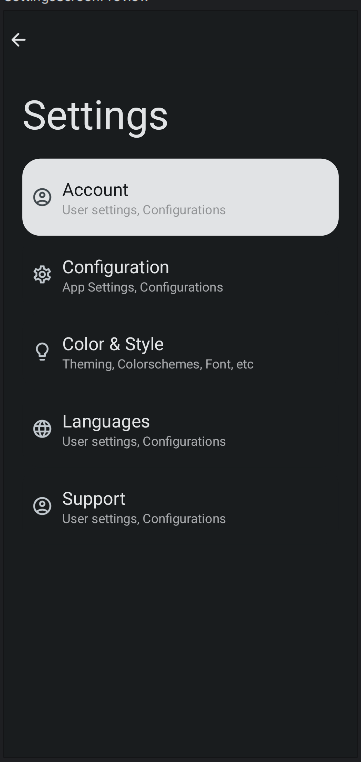 SettingsScreenPreview
Settings
Account
User settings, Configurations
Configuration
App Settings, Configurations
Color & Style
Theming, Colorschemes, Font, etc
Languages
User settings, Configurations
Support
User settings, Configurations